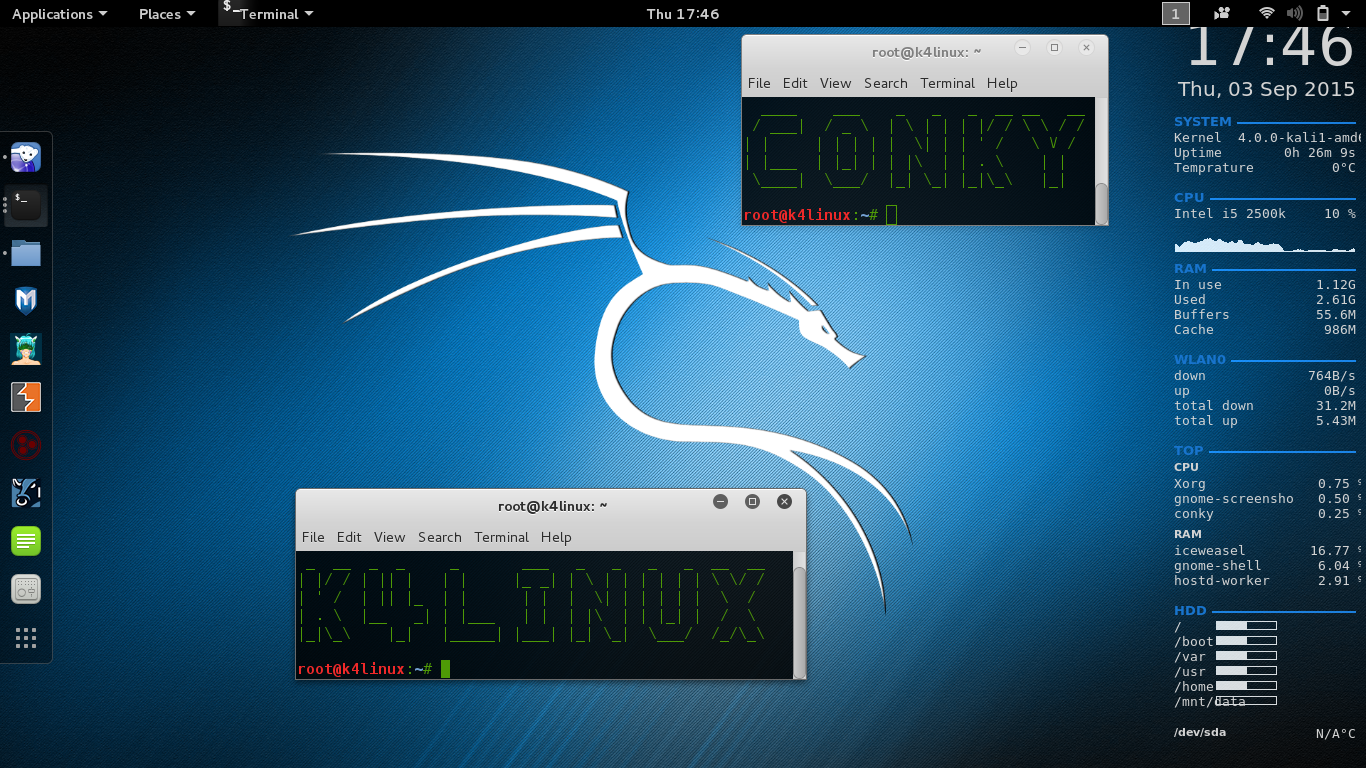 Applications Places $_ Terminal Thu 17:46 1
root@k4linux: ~
File Edit View Search Terminal Help
CONKY
root@k4linux:~#
17:46
Thu, 03 Sep 2015
SYSTEM
Kernel 4.0.0-kali1-amd6
Uptime 0h 26m 9s
Temprature 0°C
CPU
Intel i5 2500k 10 %
RAM
In use 1.12G
Used 2.61G
Buffers 55.6M
Cache 986M
WLAN0
down 764B/s
up 0B/s
total down 31.2M
total up 5.43M
TOP
CPU
Xorg 0.75 %
gnome-screensho 0.50 %
conky 0.25 %
RAM
iceweasel 16.77 %
gnome-shell 6.04 %
hostd-worker 2.91 %
HDD
/
/boot
/var
/usr
/home
/mnt/data
/dev/sda N/A°C
$_
root@k4linux: ~
File Edit View Search Terminal Help
K4LINUX
root@k4linux:~#